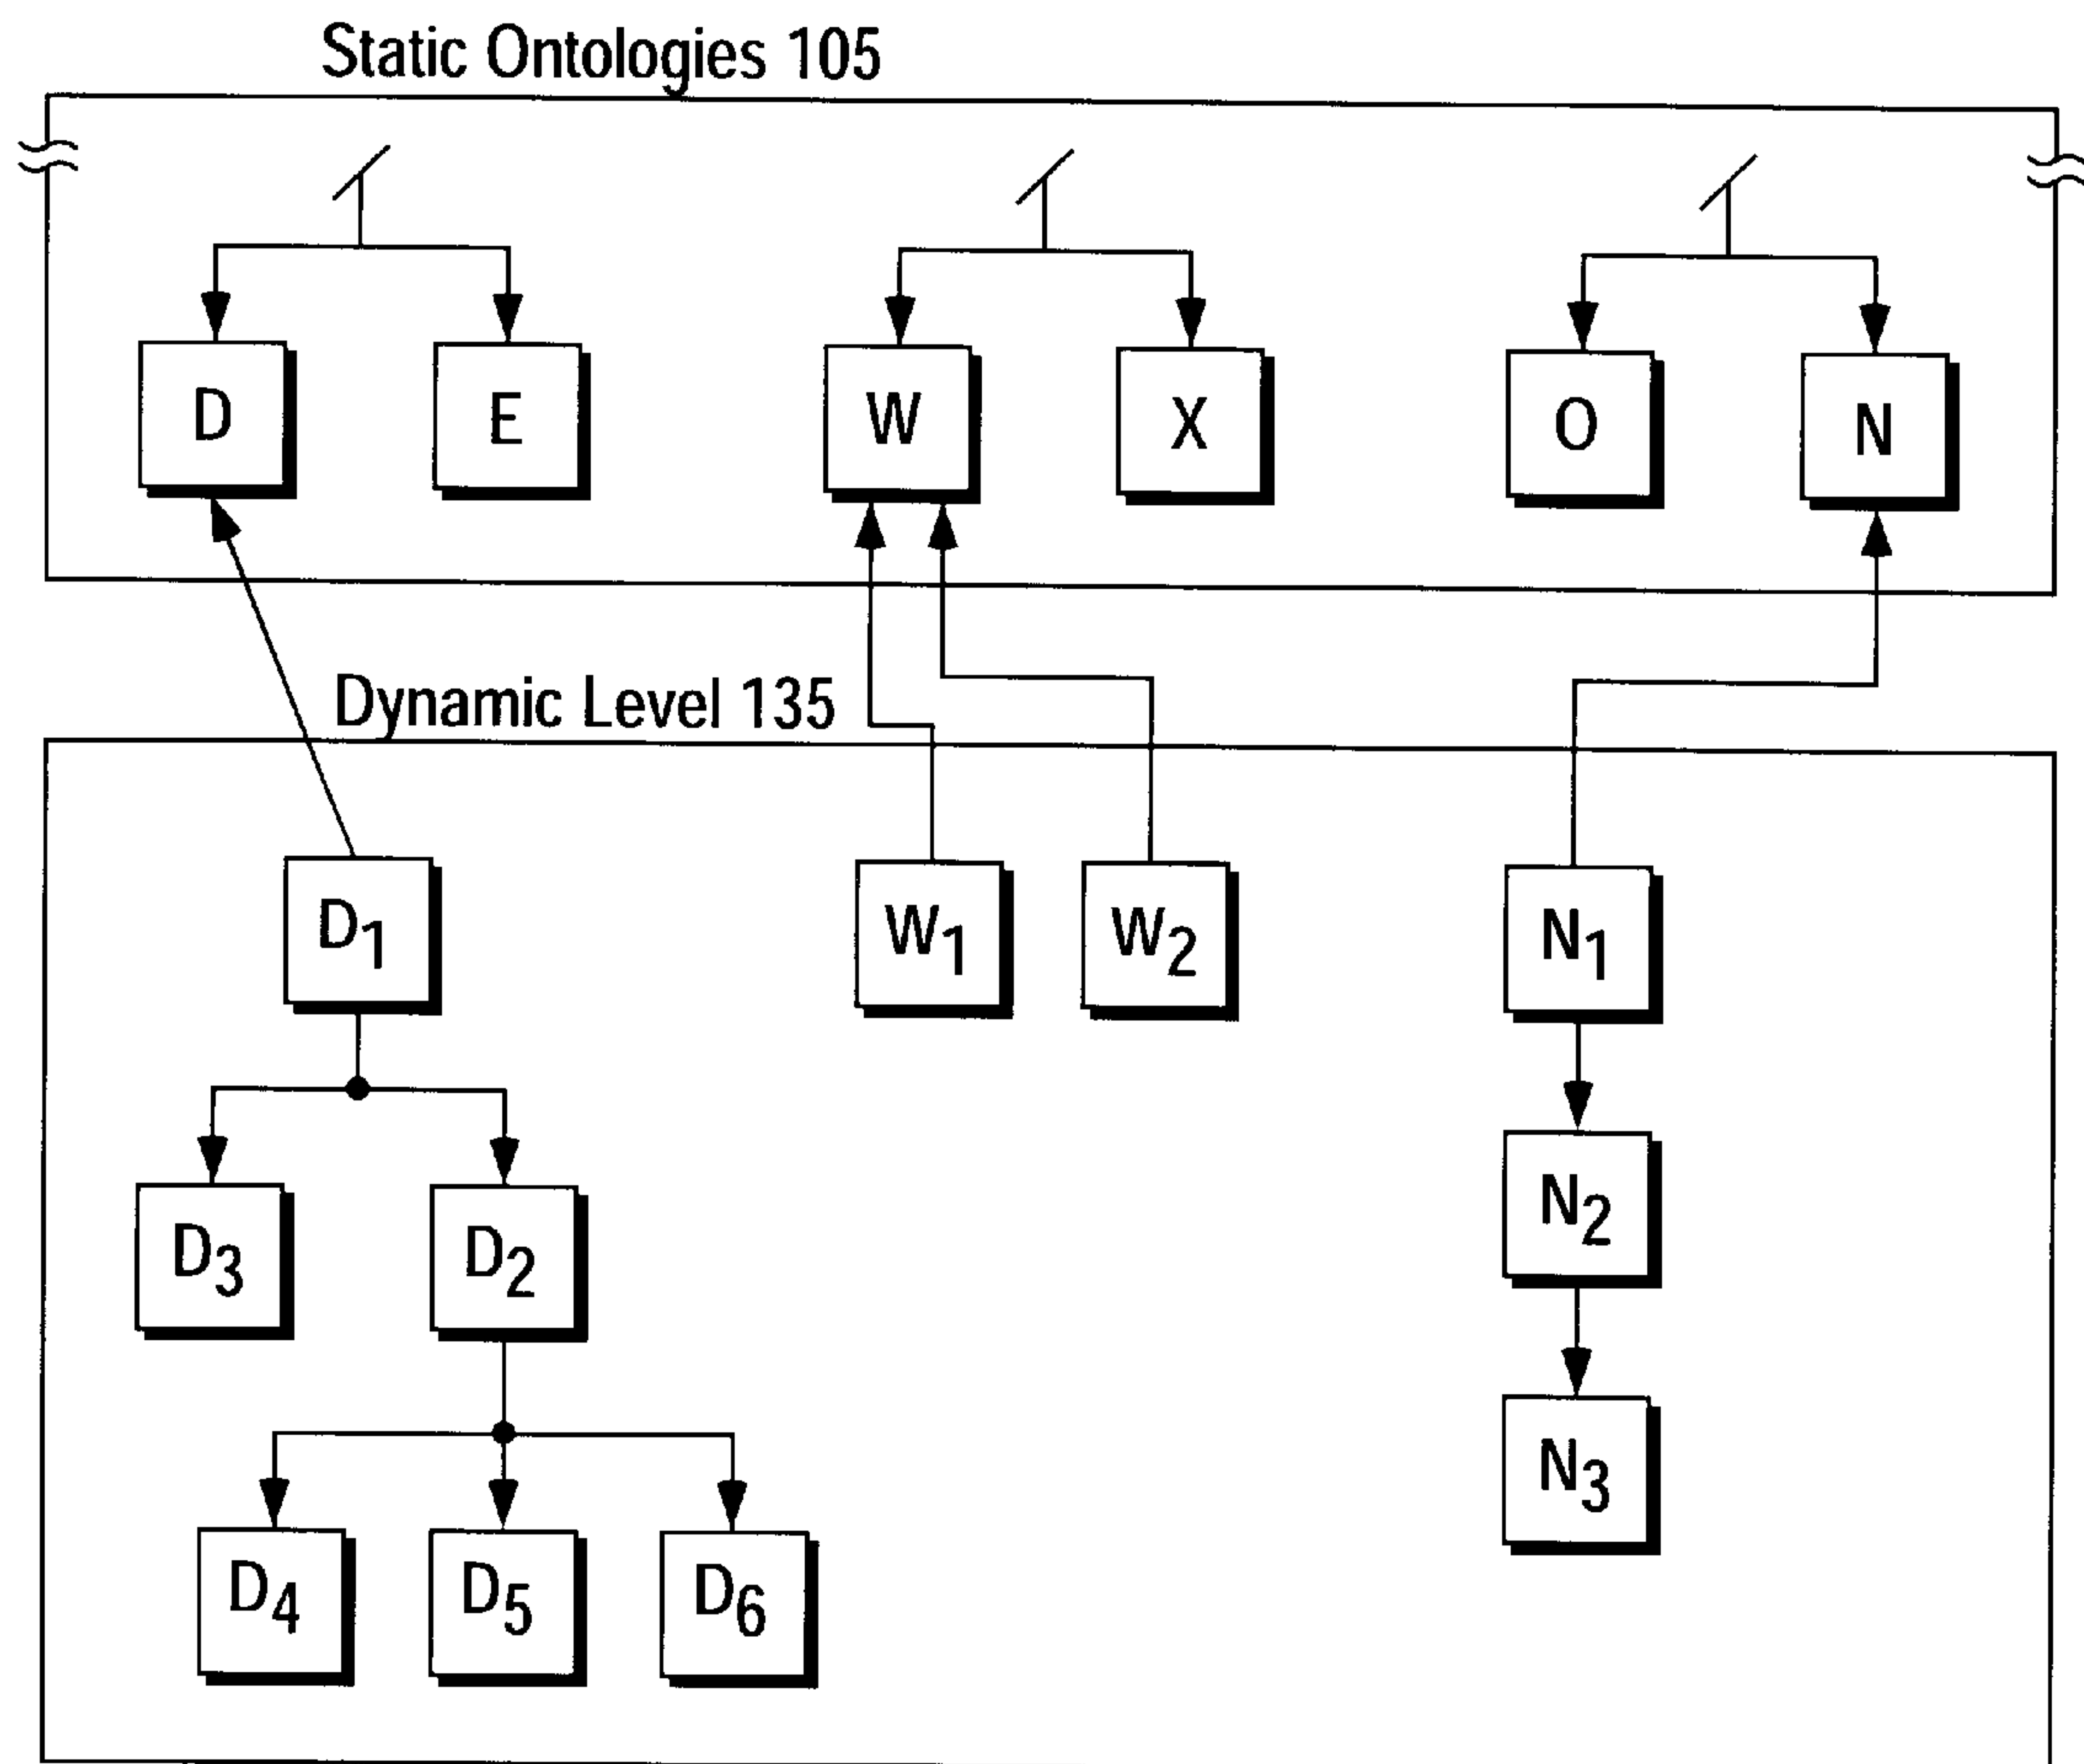 Static Ontologies 105
D E W X O N
Dynamic Level 135
D1 W1 W2 N1
D3 D2 N2
N3
D4 D5 D6